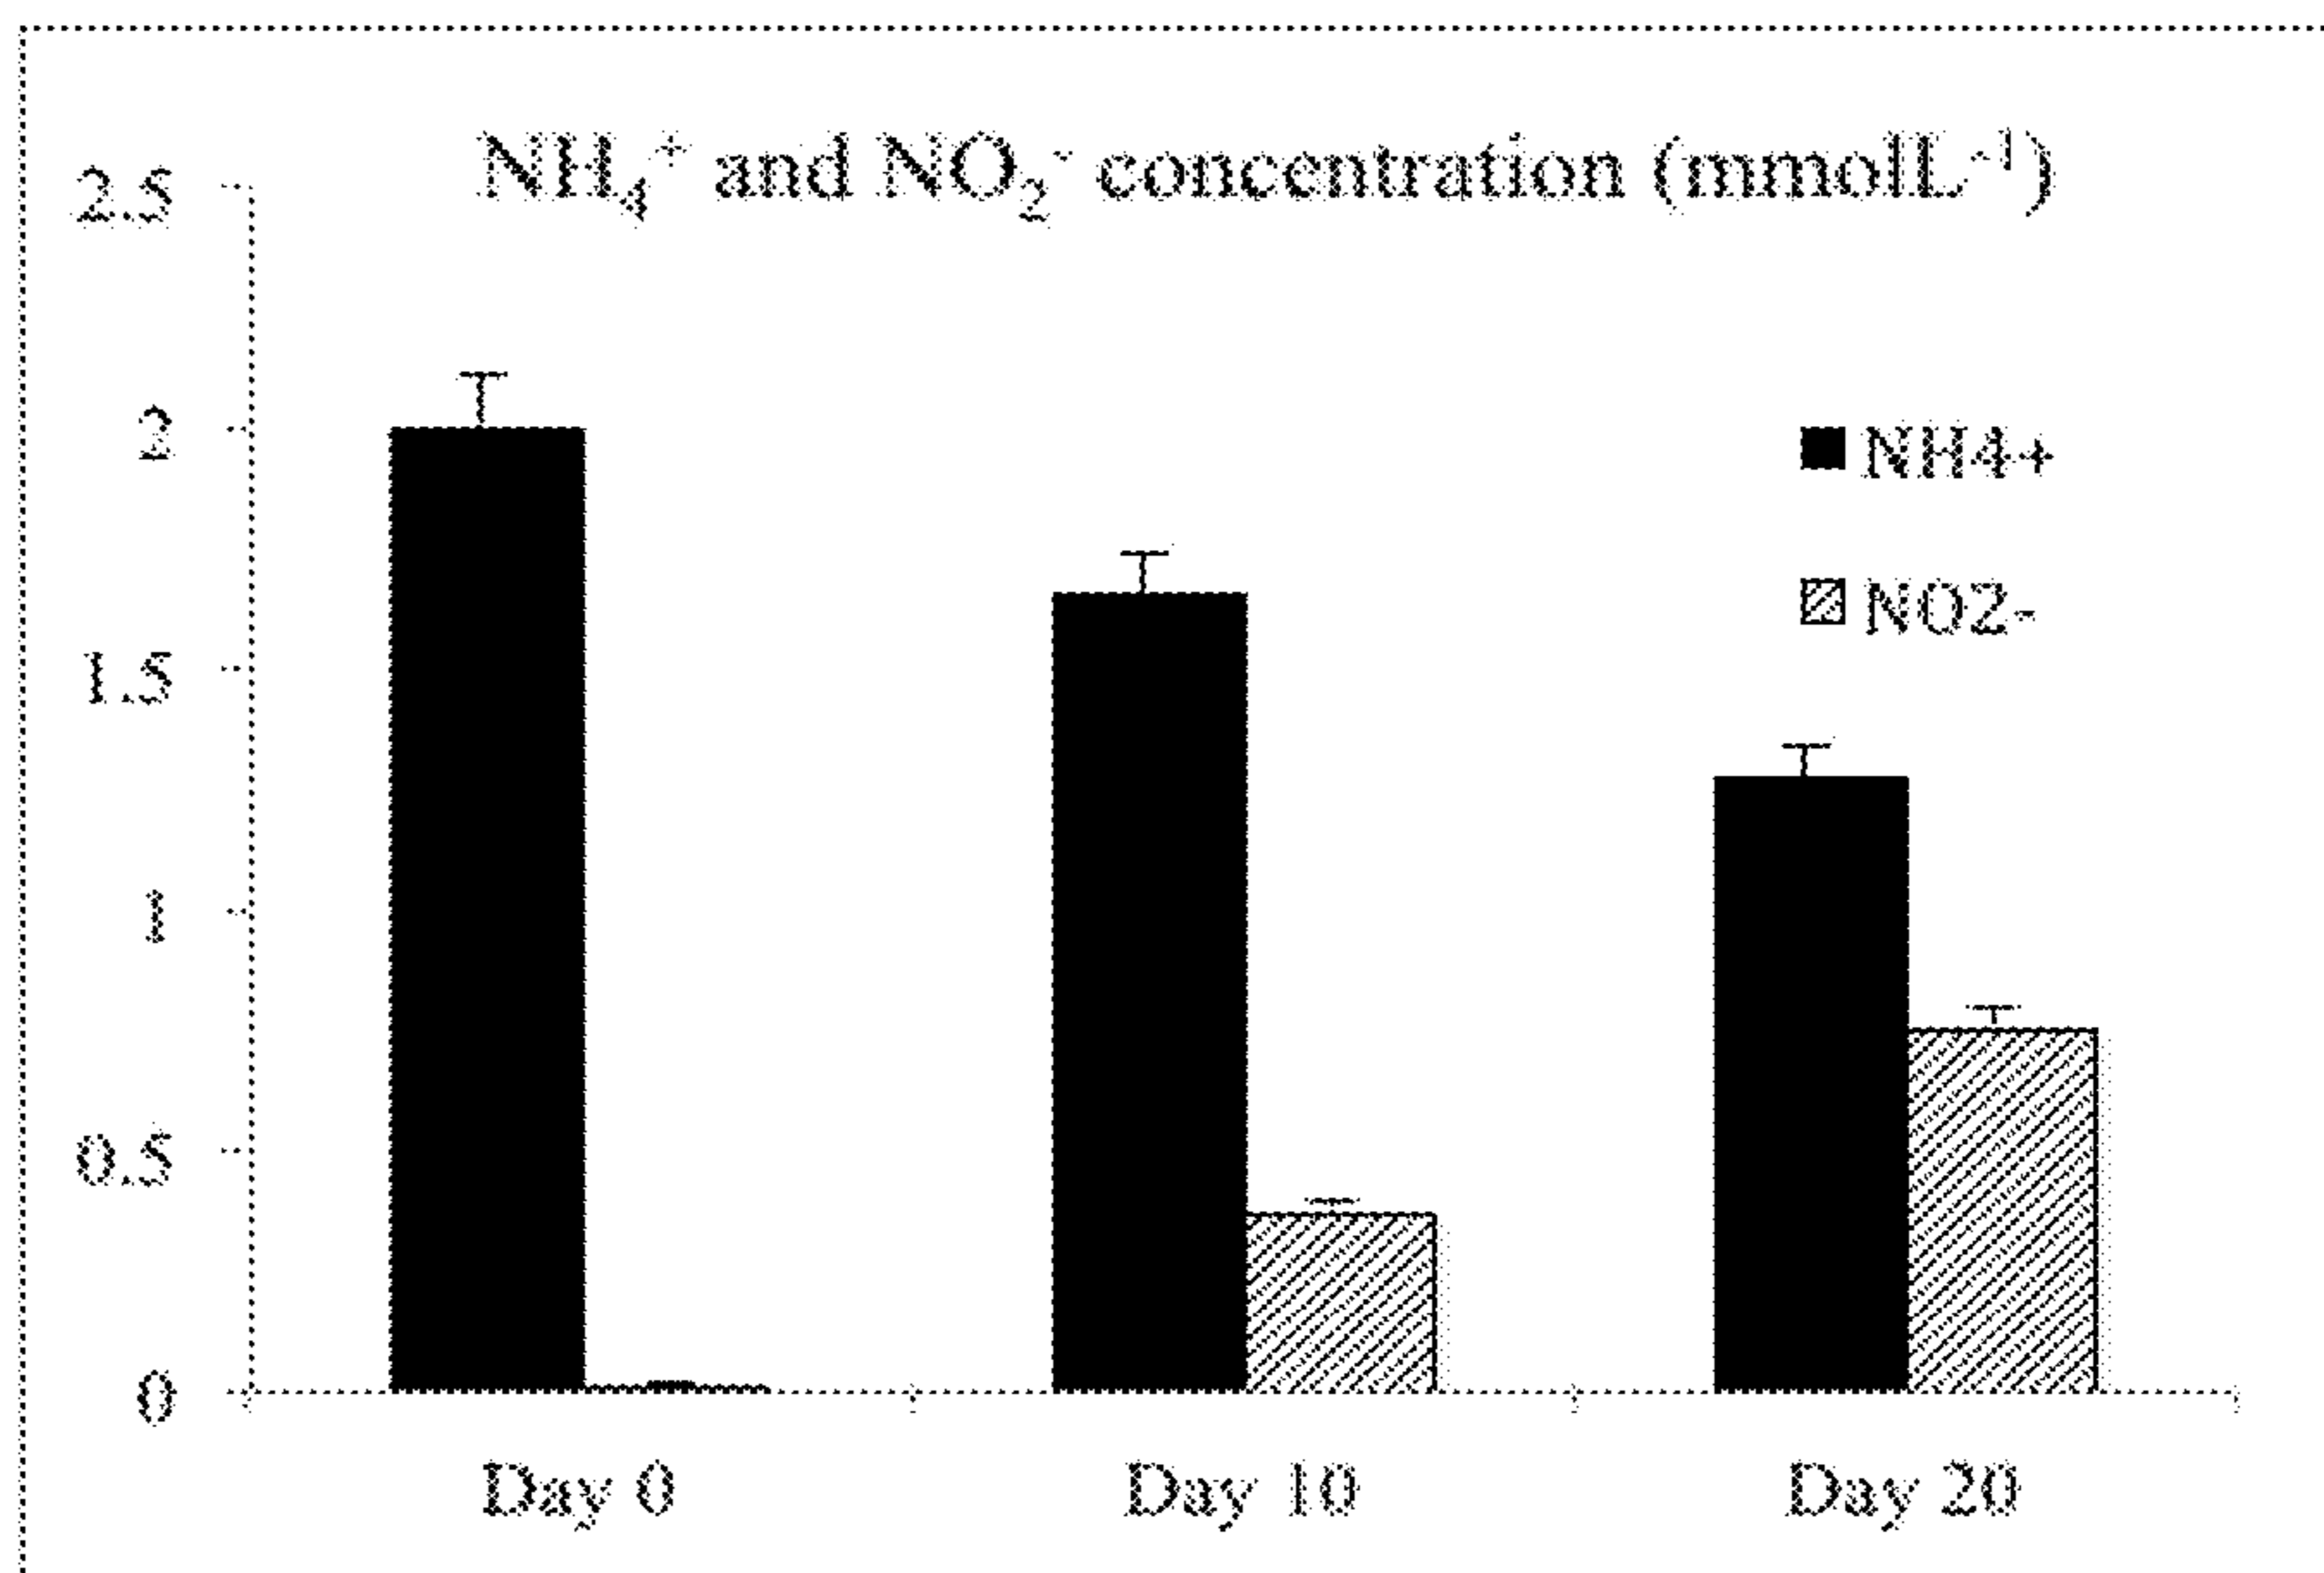 NH₄⁺ and NO₂⁻ concentration (mmolL⁻¹)
2.5
2
1.5
1
0.5
0
NH4+
NO2-
Day 0
Day 10
Day 20